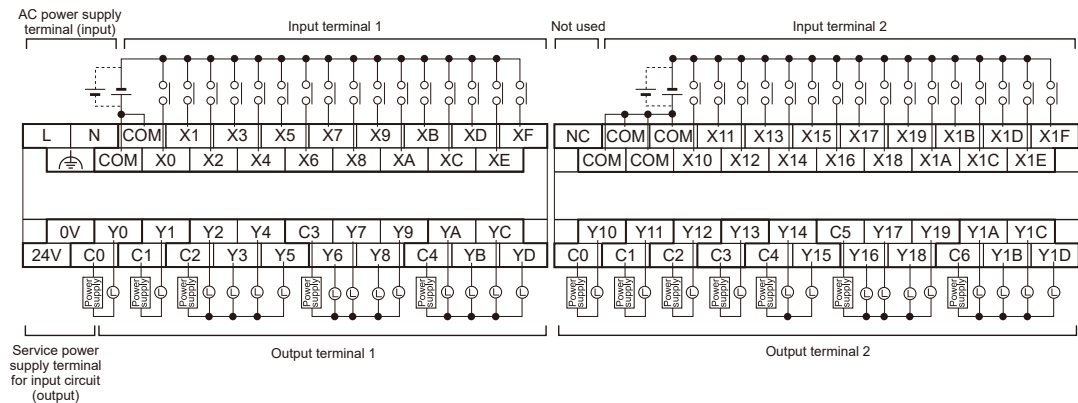 AC power supply
terminal (input)
Input terminal 1
Not used
Input terminal 2
L N COM X1 X3 X5 X7 X9 XB XD XF
COM X0 X2 X4 X6 X8 XA XC XE
NC COM COM X11 X13 X15 X17 X19 X1B X1D X1F
COM COM X10 X12 X14 X16 X18 X1A X1C X1E
0V Y0 Y1 Y2 Y4 C3 Y7 Y9 YA YC
24V C0 C1 C2 Y3 Y5 Y6 Y8 C4 YB YD
Power supply L Power supply L Power supply L L L L Power supply L L L L Power supply L L L L
Y10 Y11 Y12 Y13 Y14 C5 Y17 Y19 Y1A Y1C
C0 C1 C2 C3 C4 Y15 Y16 Y18 C6 Y1B Y1D
Power supply L Power supply L Power supply L Power supply L Power supply L L Power supply L L L L Power supply L L L L
Service power
supply terminal
for input circuit
(output)
Output terminal 1
Output terminal 2